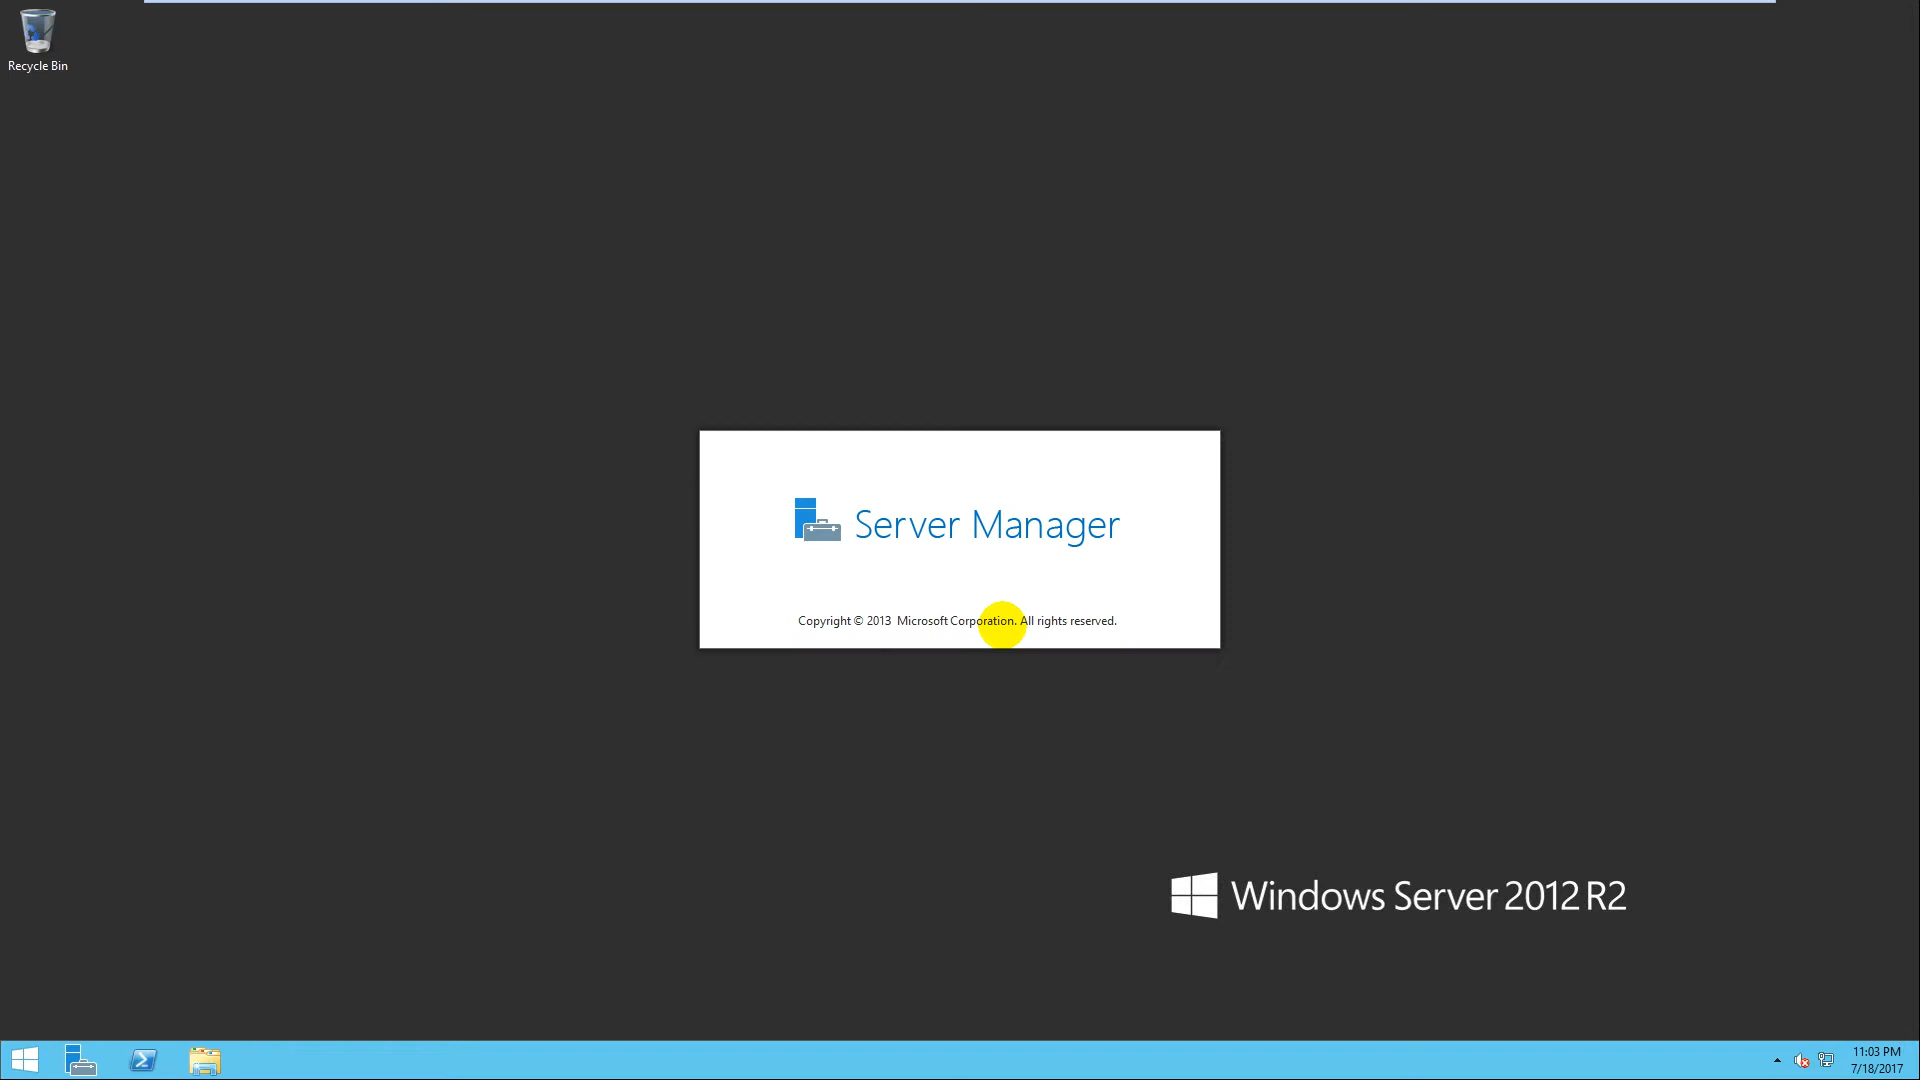 Recycle Bin
Server Manager
Copyright © 2013 Microsoft Corporation. All rights reserved.
Windows Server 2012 R2
11:03 PM
7/18/2017